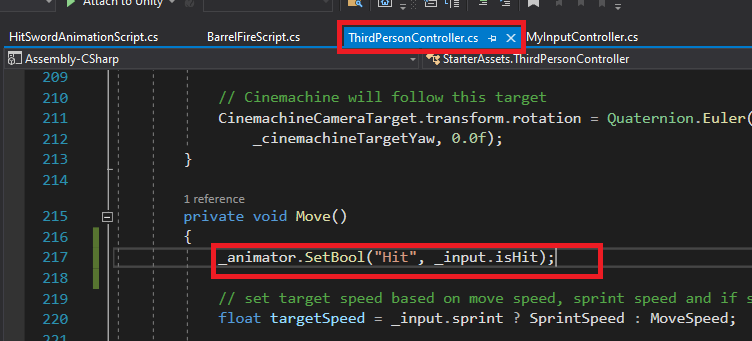 Attach to Unity
HitSwordAnimationScript.cs BarrelFireScript.cs ThirdPersonController.cs MyInputController.cs
Assembly-CSharp StarterAssets.ThirdPersonController
209
210 // Cinemachine will follow this target
211 CinemachineCameraTarget.transform.rotation = Quaternion.Euler(
212 _cinemachineTargetYaw, 0.0f);
213 }
214
1 reference
215 private void Move()
216 {
217 _animator.SetBool("Hit", _input.isHit);
218
219 // set target speed based on move speed, sprint speed and if s
220 float targetSpeed = _input.sprint ? SprintSpeed : MoveSpeed;
221